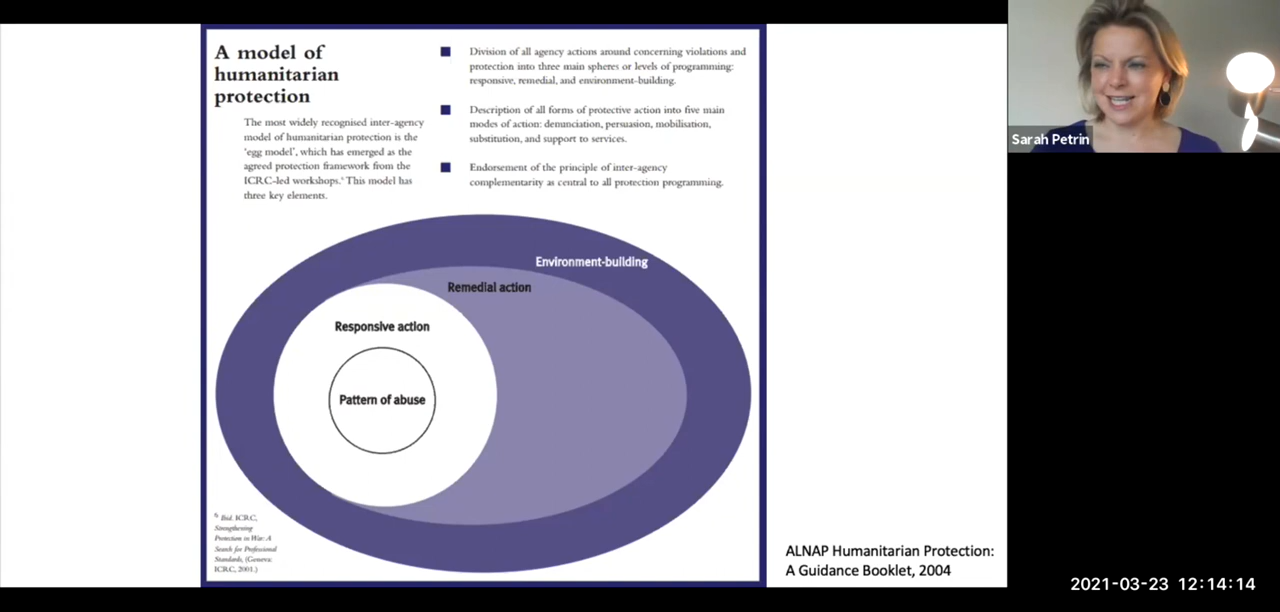 A model of
humanitarian
protection
The most widely recognised inter-agency
model of humanitarian protection is the
'egg model', which has emerged as the
agreed protection framework from the
ICRC-led workshops.⁶ This model has
three key elements.
Division of all agency actions around concerning violations and
protection into three main spheres or levels of programming:
responsive, remedial, and environment-building.
Description of all forms of protective action into five main
modes of action: denunciation, persuasion, mobilisation,
substitution, and support to services.
Endorsement of the principle of inter-agency
complementarity as central to all protection programming.
Environment-building
Remedial action
Responsive action
Pattern of abuse
⁶ Ibid. ICRC,
Strengthening
Protection in War: A
Search for Professional
Standards, (Geneva:
ICRC, 2001.)
ALNAP Humanitarian Protection:
A Guidance Booklet, 2004
Sarah Petrin
2021-03-23 12:14:14